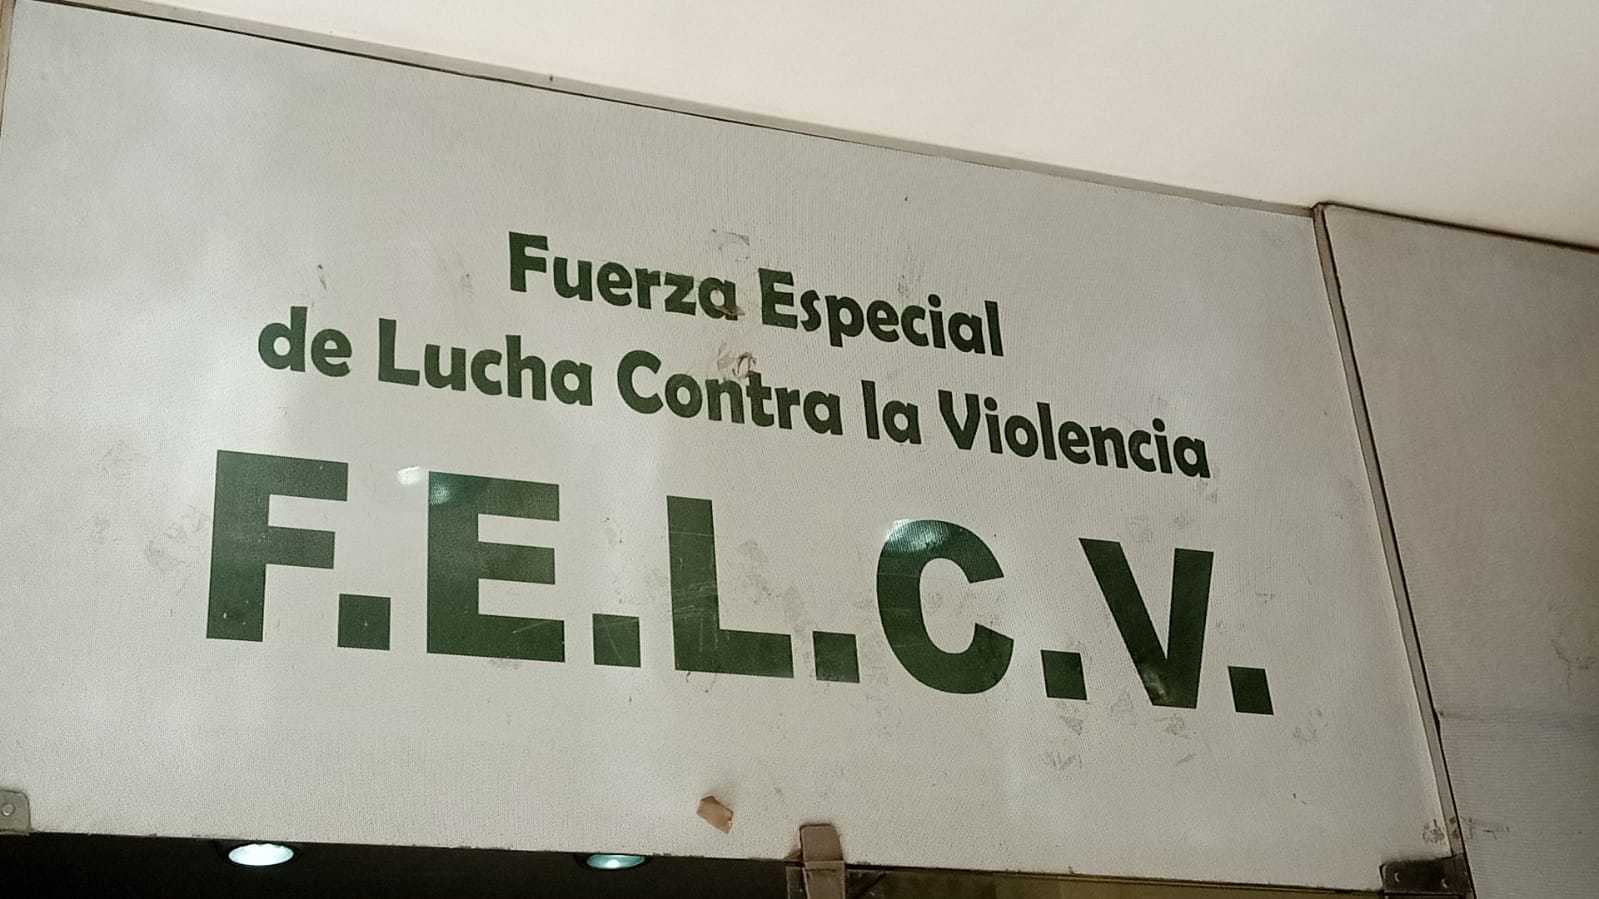 Fuerza Especial
de Lucha Contra la Violencia
F.E.L.C.V.